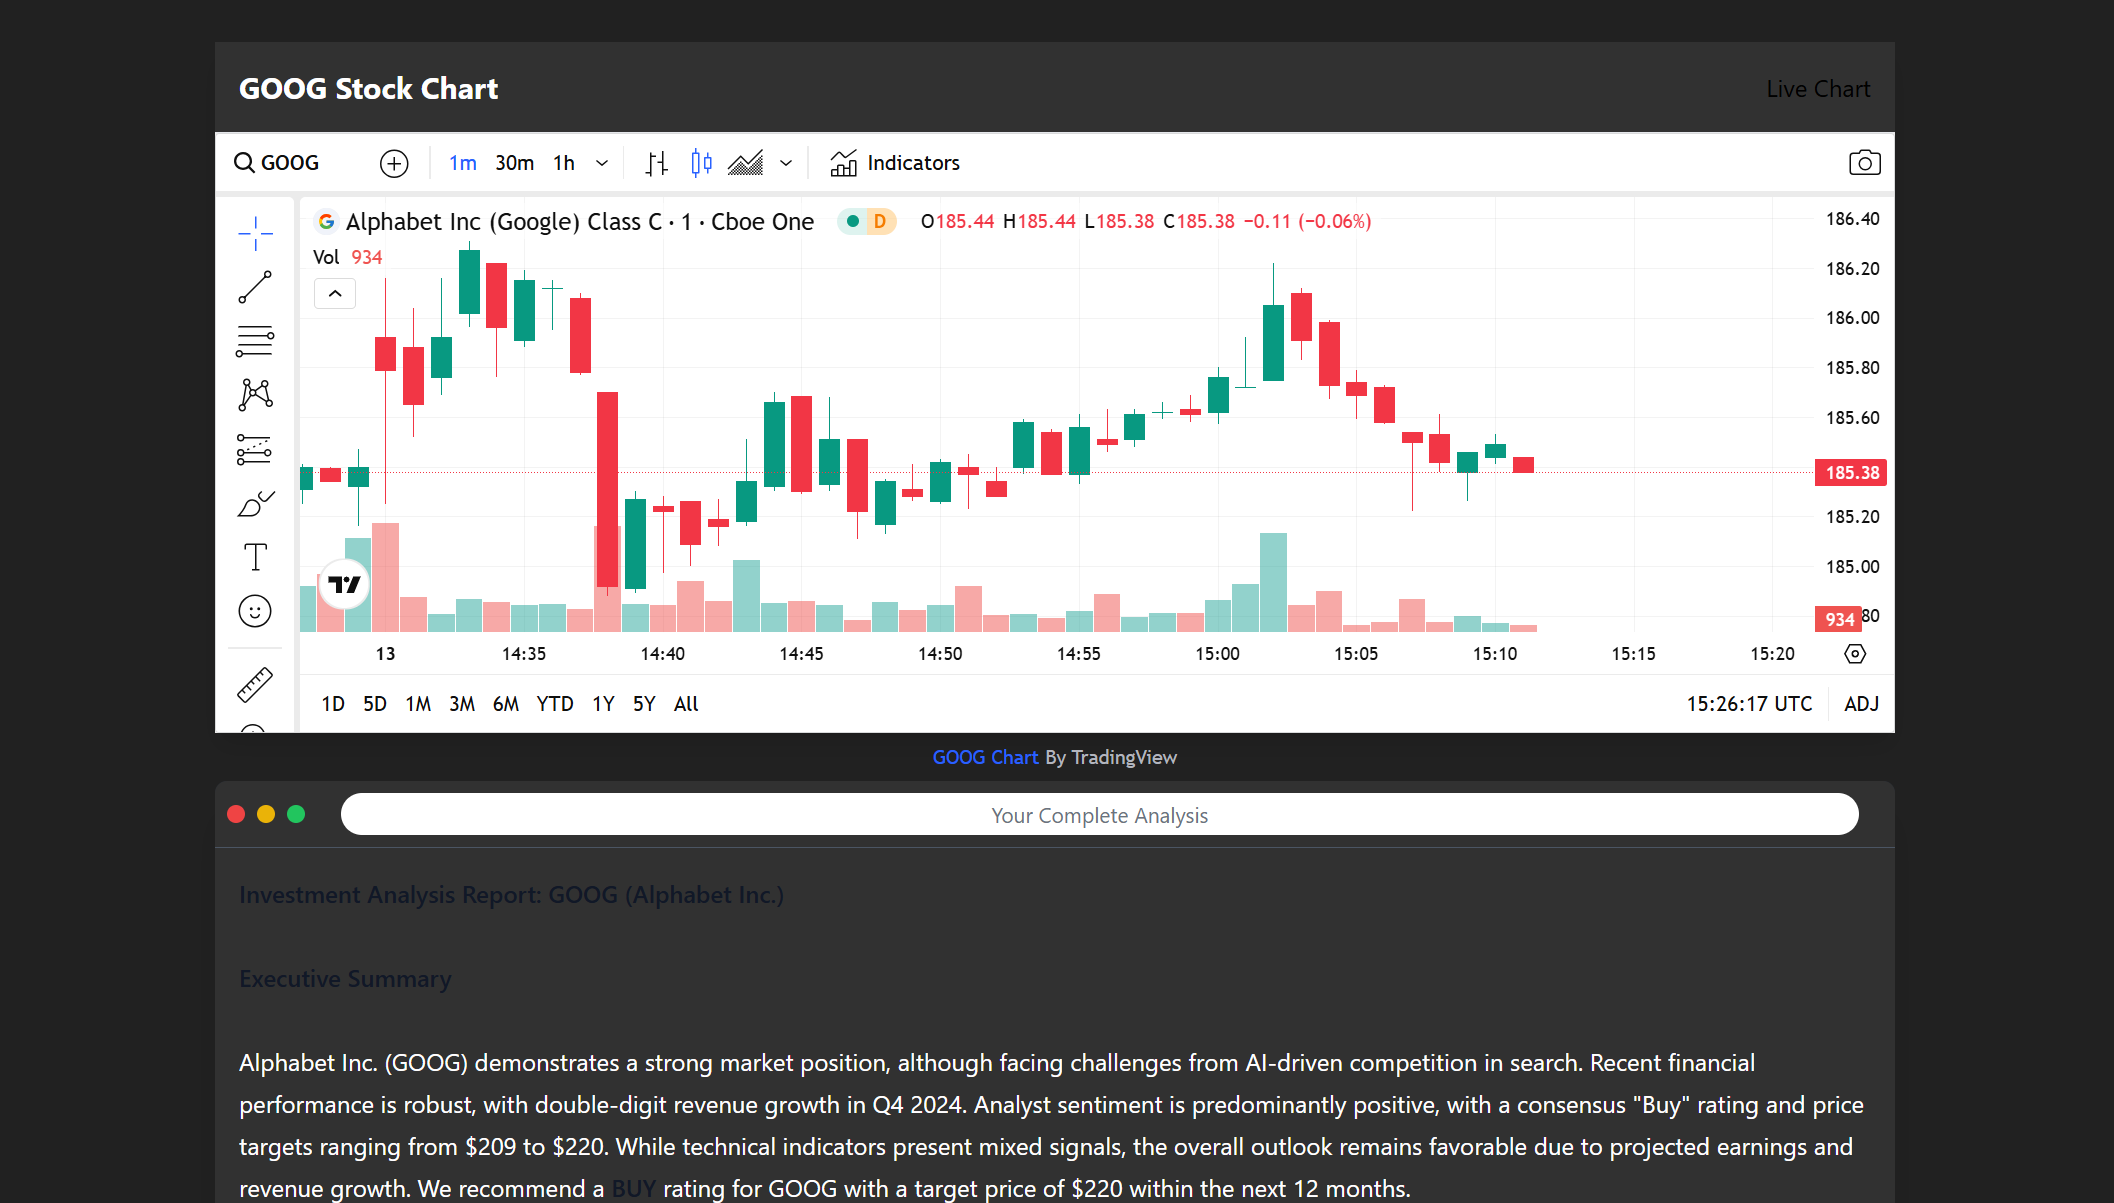 GOOG Stock Chart
Live Chart
GOOG 1m 30m 1h Indicators
Alphabet Inc (Google) Class C · 1 · Cboe One D O185.44 H185.44 L185.38 C185.38 −0.11 (−0.06%)
Vol 934
186.40
186.20
186.00
185.80
185.60
185.38
185.20
185.00
934 80
13 14:35 14:40 14:45 14:50 14:55 15:00 15:05 15:10 15:15 15:20
1D 5D 1M 3M 6M YTD 1Y 5Y All 15:26:17 UTC ADJ
GOOG Chart By TradingView
Your Complete Analysis
Investment Analysis Report: GOOG (Alphabet Inc.)
Executive Summary
Alphabet Inc. (GOOG) demonstrates a strong market position, although facing challenges from AI-driven competition in search. Recent financial
performance is robust, with double-digit revenue growth in Q4 2024. Analyst sentiment is predominantly positive, with a consensus "Buy" rating and price
targets ranging from $209 to $220. While technical indicators present mixed signals, the overall outlook remains favorable due to projected earnings and
revenue growth. We recommend a BUY rating for GOOG with a target price of $220 within the next 12 months.